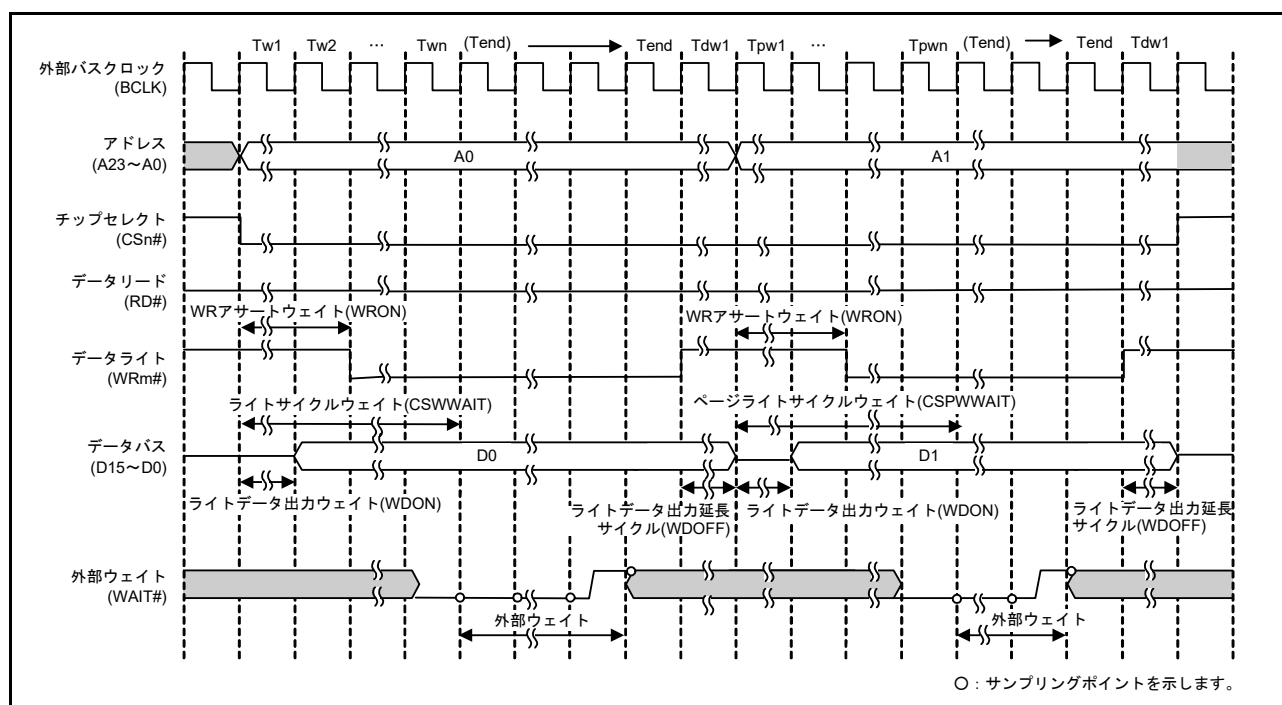 Tw1 Tw2 … Twn (Tend) Tend Tdw1 Tpw1 … Tpwn (Tend) Tend Tdw1
外部バスクロック
(BCLK)
アドレス
(A23～A0)
A0 A1
チップセレクト
(CSn#)
データリード
(RD#)
WRアサートウェイト(WRON) WRアサートウェイト(WRON)
データライト
(WRm#)
ライトサイクルウェイト(CSWWAIT) ページライトサイクルウェイト(CSPWWAIT)
データバス
(D15～D0)
D0 D1
ライトデータ出力ウェイト(WDON) ライトデータ出力延長 ライトデータ出力ウェイト(WDON) ライトデータ出力延長
サイクル(WDOFF) サイクル(WDOFF)
外部ウェイト
(WAIT#)
外部ウェイト 外部ウェイト
○：サンプリングポイントを示します。